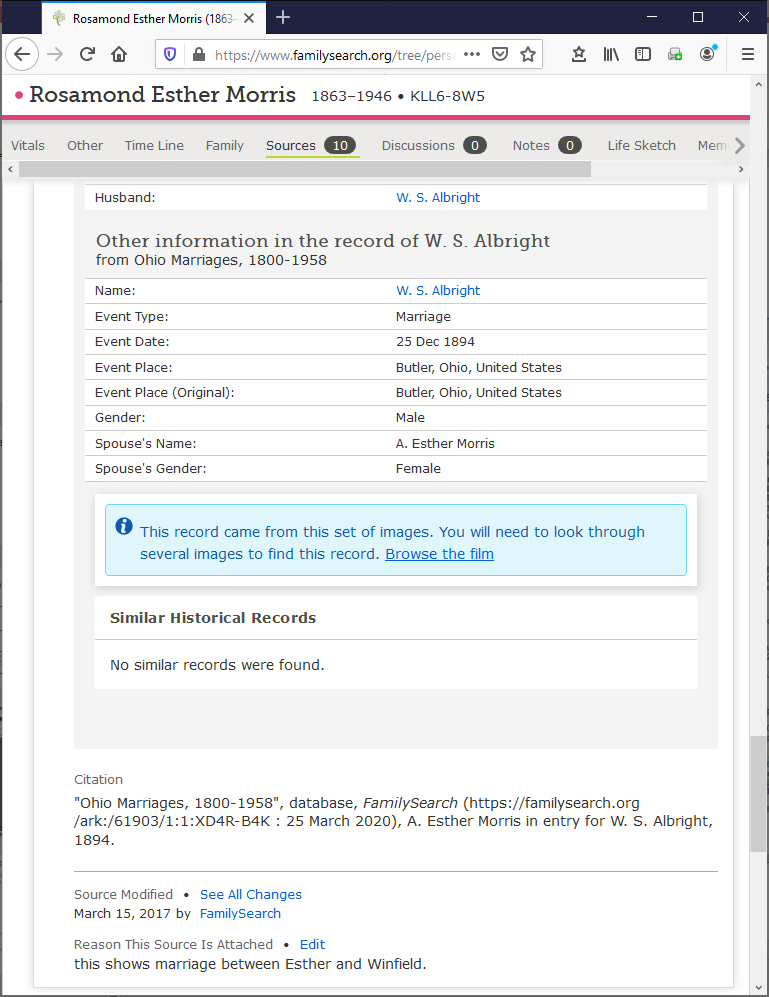 Rosamond Esther Morris (1863-
https://www.familysearch.org/tree/pers
Rosamond Esther Morris 1863–1946 • KLL6-8W5
Vitals Other Time Line Family Sources 10 Discussions 0 Notes 0 Life Sketch Mem
Husband: W. S. Albright
Other information in the record of W. S. Albright
from Ohio Marriages, 1800-1958
Name: W. S. Albright
Event Type: Marriage
Event Date: 25 Dec 1894
Event Place: Butler, Ohio, United States
Event Place (Original): Butler, Ohio, United States
Gender: Male
Spouse's Name: A. Esther Morris
Spouse's Gender: Female
This record came from this set of images. You will need to look through
several images to find this record. Browse the film
Similar Historical Records
No similar records were found.
Citation
"Ohio Marriages, 1800-1958", database, FamilySearch (https://familysearch.org
/ark:/61903/1:1:XD4R-B4K : 25 March 2020), A. Esther Morris in entry for W. S. Albright,
1894.
Source Modified • See All Changes
March 15, 2017 by FamilySearch
Reason This Source Is Attached • Edit
this shows marriage between Esther and Winfield.